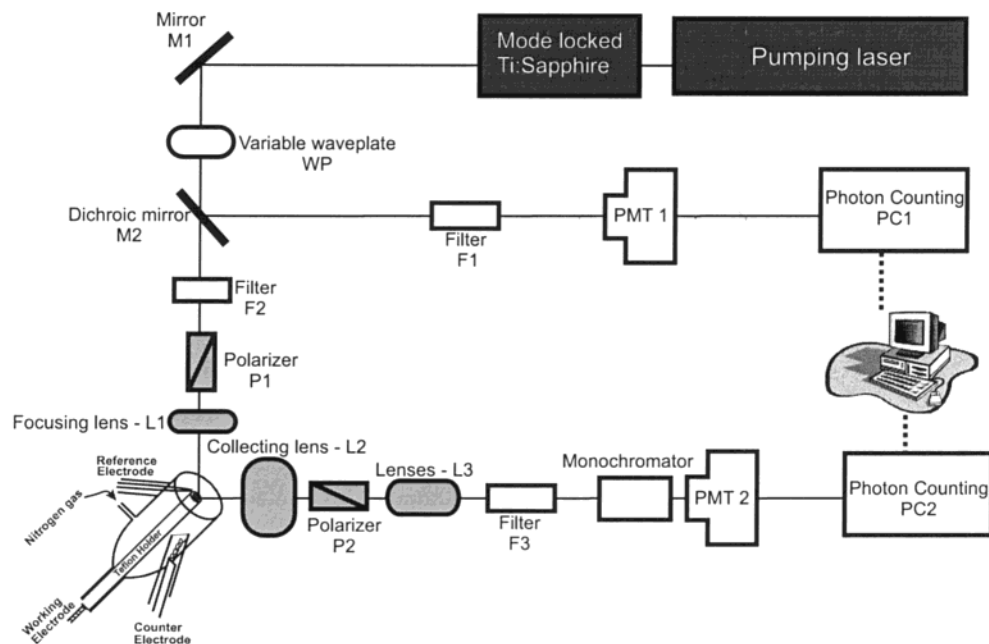 Mirror
M1
Mode locked
Ti:Sapphire
Pumping laser
Variable waveplate
WP
Dichroic mirror
M2
Filter
F1
PMT 1
Photon Counting
PC1
Filter
F2
Polarizer
P1
Focusing lens - L1
Collecting lens - L2
Reference
Electrode
Nitrogen gas
Teflon Holder
Working
Electrode
Counter
Electrode
Polarizer
P2
Lenses - L3
Filter
F3
Monochromator
PMT 2
Photon Counting
PC2